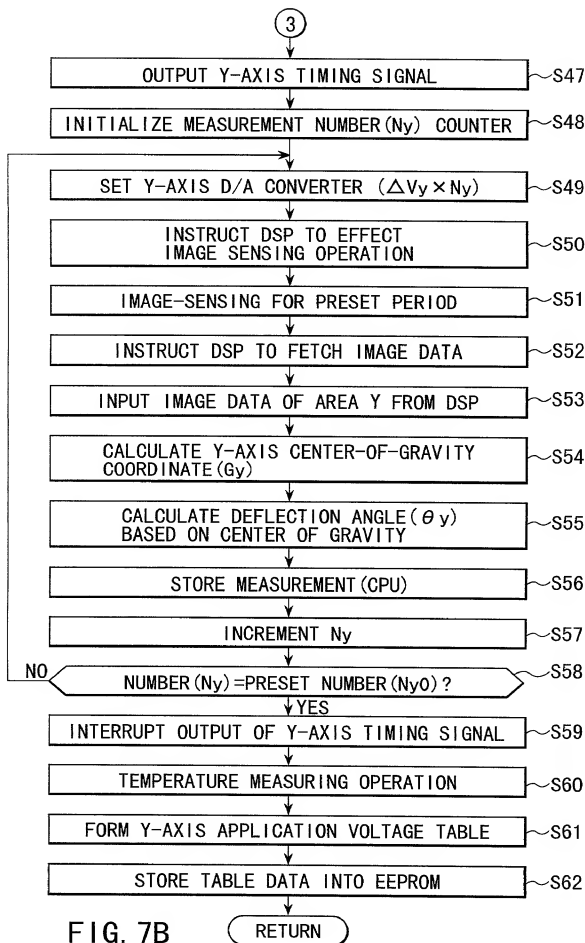 3
OUTPUT Y-AXIS TIMING SIGNAL
S47
INITIALIZE MEASUREMENT NUMBER(Ny) COUNTER
S48
SET Y-AXIS D/A CONVERTER (ΔVy×Ny)
S49
INSTRUCT DSP TO EFFECT
IMAGE SENSING OPERATION
S50
IMAGE-SENSING FOR PRESET PERIOD
S51
INSTRUCT DSP TO FETCH IMAGE DATA
S52
INPUT IMAGE DATA OF AREA Y FROM DSP
S53
CALCULATE Y-AXIS CENTER-OF-GRAVITY
COORDINATE(Gy)
S54
CALCULATE DEFLECTION ANGLE(θy)
BASED ON CENTER OF GRAVITY
S55
STORE MEASUREMENT(CPU)
S56
INCREMENT Ny
S57
NO
NUMBER(Ny)=PRESET NUMBER(Ny0)?
S58
YES
INTERRUPT OUTPUT OF Y-AXIS TIMING SIGNAL
S59
TEMPERATURE MEASURING OPERATION
S60
FORM Y-AXIS APPLICATION VOLTAGE TABLE
S61
STORE TABLE DATA INTO EEPROM
S62
FIG. 7B
RETURN